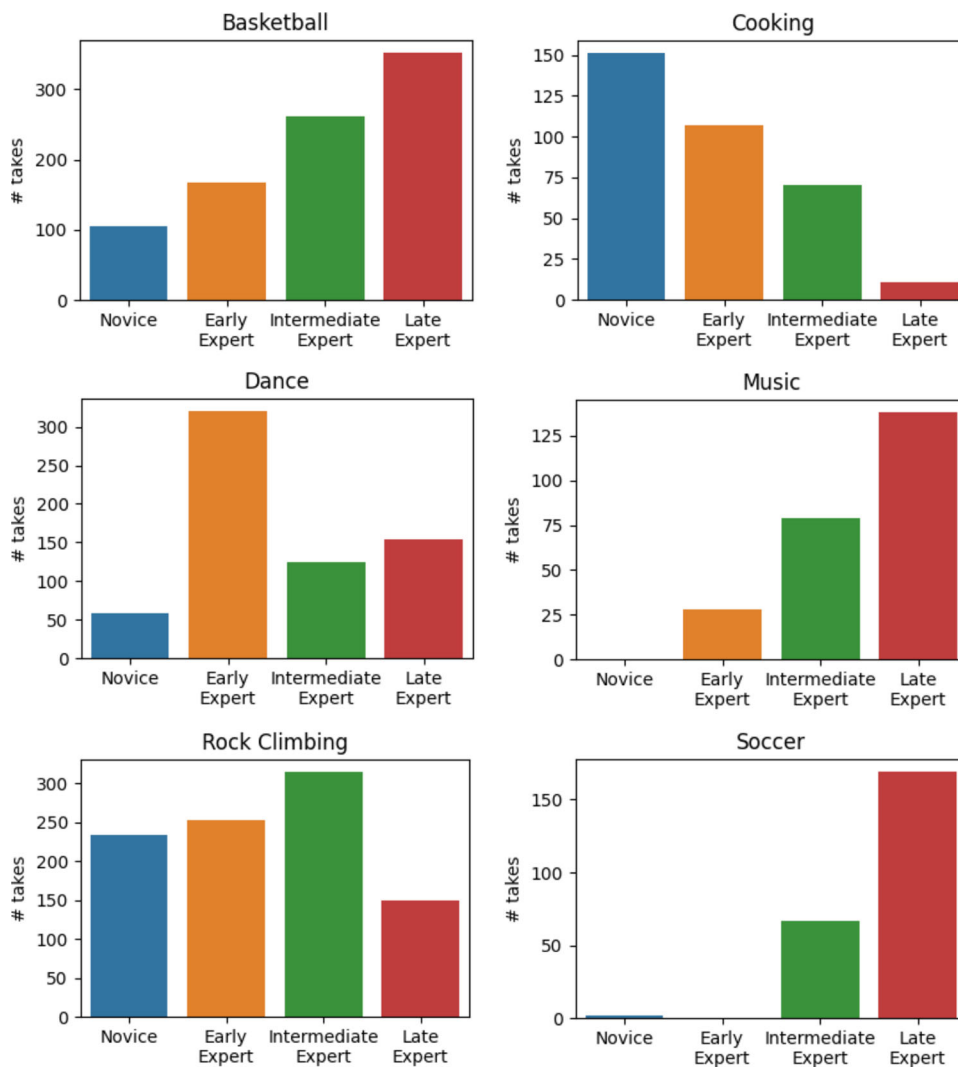 Basketball
# takes
300
200
100
0
Novice
Early
Expert
Intermediate
Expert
Late
Expert
Cooking
# takes
150
125
100
75
50
25
0
Novice
Early
Expert
Intermediate
Expert
Late
Expert
Dance
# takes
300
250
200
150
100
50
0
Novice
Early
Expert
Intermediate
Expert
Late
Expert
Music
# takes
125
100
75
50
25
0
Novice
Early
Expert
Intermediate
Expert
Late
Expert
Rock Climbing
# takes
300
250
200
150
100
50
0
Novice
Early
Expert
Intermediate
Expert
Late
Expert
Soccer
# takes
150
100
50
0
Novice
Early
Expert
Intermediate
Expert
Late
Expert